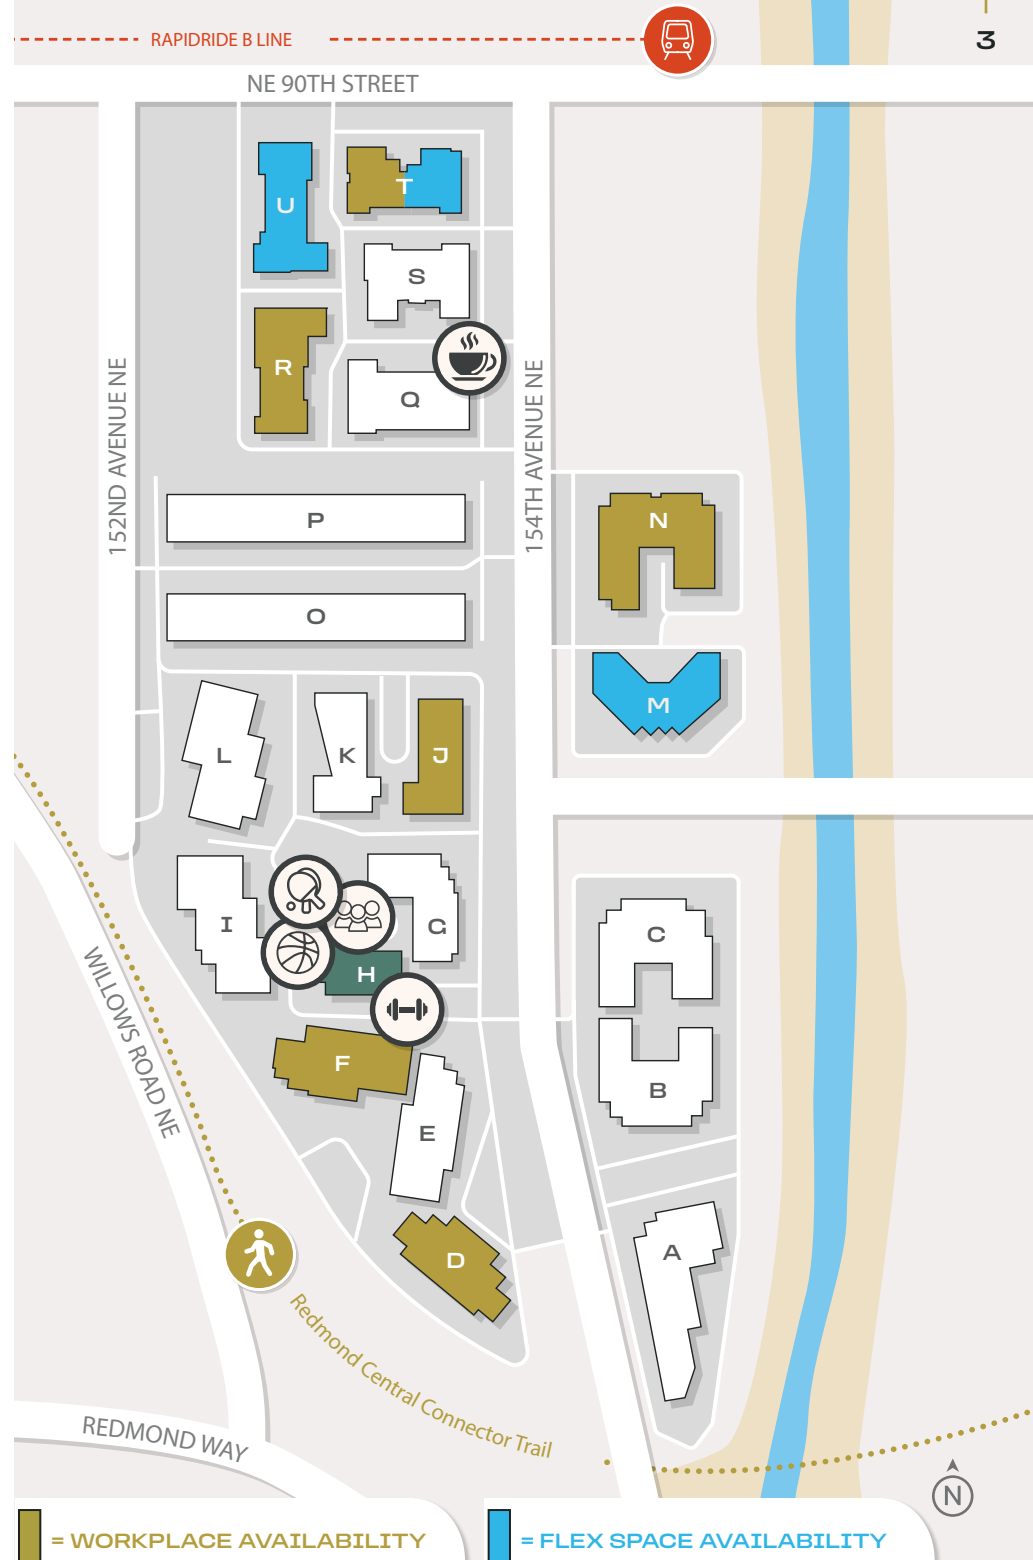 RAPIDRIDE B LINE
3
NE 90TH STREET
U
T
S
R
Q
152ND AVENUE NE
154TH AVENUE NE
P
N
O
M
L
K
J
I
G
C
H
WILLOWS ROAD NE
F
B
E
A
D
Redmond Central Connector Trail
REDMOND WAY
N
= WORKPLACE AVAILABILITY
= FLEX SPACE AVAILABILITY